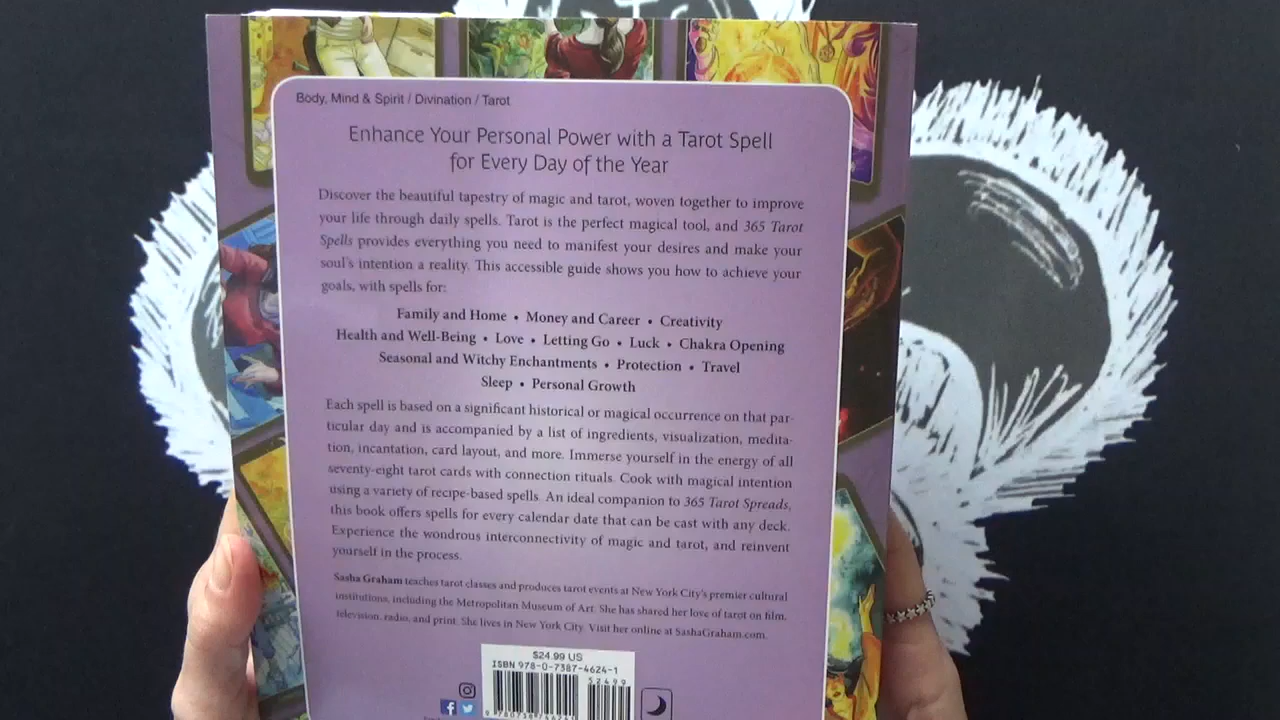 Body, Mind & Spirit / Divination / Tarot
Enhance Your Personal Power with a Tarot Spell
for Every Day of the Year
Discover the beautiful tapestry of magic and tarot, woven together to improve
your life through daily spells. Tarot is the perfect magical tool, and 365 Tarot
Spells provides everything you need to manifest your desires and make your
soul's intention a reality. This accessible guide shows you how to achieve your
goals, with spells for:
Family and Home • Money and Career • Creativity
Health and Well-Being • Love • Letting Go • Luck • Chakra Opening
Seasonal and Witchy Enchantments • Protection • Travel
Sleep • Personal Growth
Each spell is based on a significant historical or magical occurrence on that par-
ticular day and is accompanied by a list of ingredients, visualization, medita-
tion, incantation, card layout, and more. Immerse yourself in the energy of all
seventy-eight tarot cards with connection rituals. Cook with magical intention
using a variety of recipe-based spells. An ideal companion to 365 Tarot Spreads,
this book offers spells for every calendar date that can be cast with any deck.
Experience the wondrous interconnectivity of magic and tarot, and reinvent
yourself in the process.
Sasha Graham teaches tarot classes and produces tarot events at New York City's premier cultural
institutions, including the Metropolitan Museum of Art. She has shared her love of tarot on film,
television, radio, and print. She lives in New York City. Visit her online at SashaGraham.com.
$24.99 US
ISBN 978-0-7387-4624-1
52499